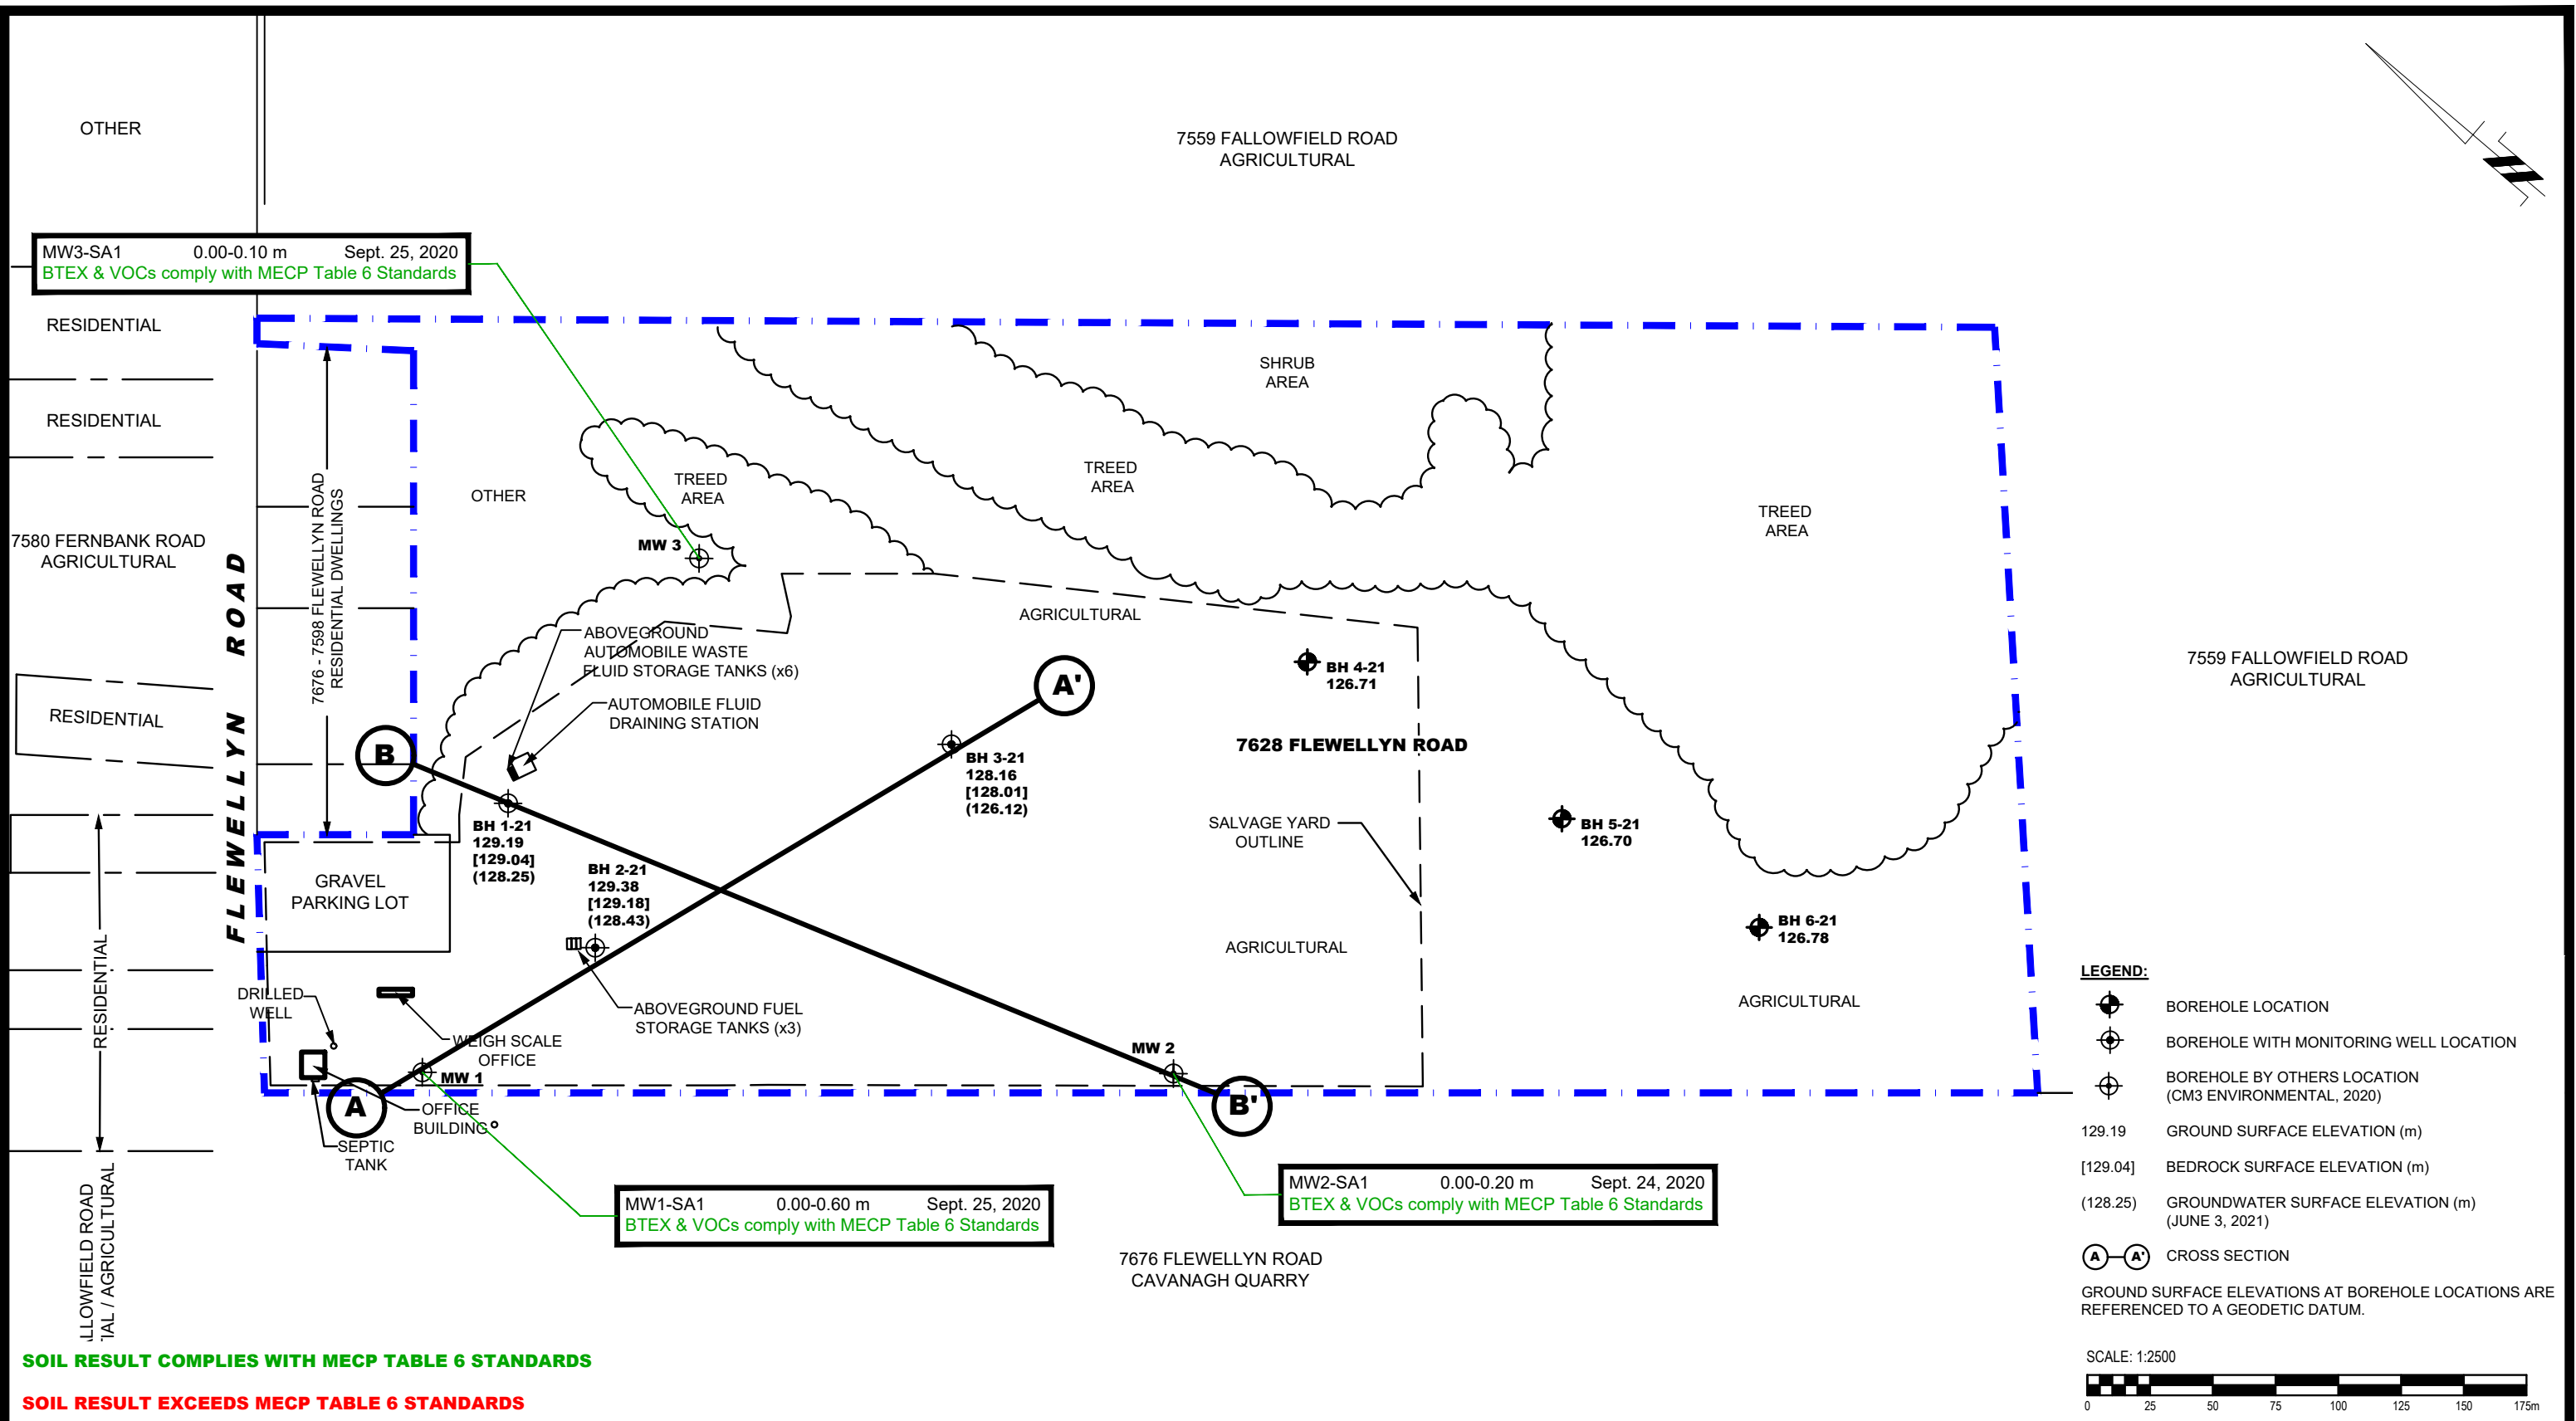 OTHER
7559 FALLOWFIELD ROAD
AGRICULTURAL
MW3-SA1 0.00-0.10 m Sept. 25, 2020
BTEX & VOCs comply with MECP Table 6 Standards
RESIDENTIAL
RESIDENTIAL
7580 FERNBANK ROAD
AGRICULTURAL
RESIDENTIAL
RESIDENTIAL
FLEWELLYN ROAD
7676 - 7598 FLEWELLYN ROAD
RESIDENTIAL DWELLINGS
OTHER
TREED
AREA
MW 3
TREED
AREA
SHRUB
AREA
TREED
AREA
AGRICULTURAL
ABOVEGROUND
AUTOMOBILE WASTE
FLUID STORAGE TANKS (x6)
AUTOMOBILE FLUID
DRAINING STATION
A'
B
BH 4-21
126.71
7628 FLEWELLYN ROAD
7559 FALLOWFIELD ROAD
AGRICULTURAL
BH 3-21
128.16
[128.01]
(126.12)
BH 1-21
129.19
[129.04]
(128.25)
BH 2-21
129.38
[129.18]
(128.43)
SALVAGE YARD
OUTLINE
BH 5-21
126.70
GRAVEL
PARKING LOT
BH 6-21
126.78
AGRICULTURAL
AGRICULTURAL
DRILLED
WELL
ABOVEGROUND FUEL
STORAGE TANKS (x3)
WEIGH SCALE
OFFICE
MW 1
MW 2
A
B'
OFFICE
BUILDING
SEPTIC
TANK
LLOWFIELD ROAD
IAL / AGRICULTURAL
MW1-SA1 0.00-0.60 m Sept. 25, 2020
BTEX & VOCs comply with MECP Table 6 Standards
MW2-SA1 0.00-0.20 m Sept. 24, 2020
BTEX & VOCs comply with MECP Table 6 Standards
7676 FLEWELLYN ROAD
CAVANAGH QUARRY
LEGEND:
BOREHOLE LOCATION
BOREHOLE WITH MONITORING WELL LOCATION
BOREHOLE BY OTHERS LOCATION
(CM3 ENVIRONMENTAL, 2020)
129.19 GROUND SURFACE ELEVATION (m)
[129.04] BEDROCK SURFACE ELEVATION (m)
(128.25) GROUNDWATER SURFACE ELEVATION (m)
(JUNE 3, 2021)
A A' CROSS SECTION
GROUND SURFACE ELEVATIONS AT BOREHOLE LOCATIONS ARE
REFERENCED TO A GEODETIC DATUM.
SCALE: 1:2500
0 25 50 75 100 125 150 175m
SOIL RESULT COMPLIES WITH MECP TABLE 6 STANDARDS
SOIL RESULT EXCEEDS MECP TABLE 6 STANDARDS